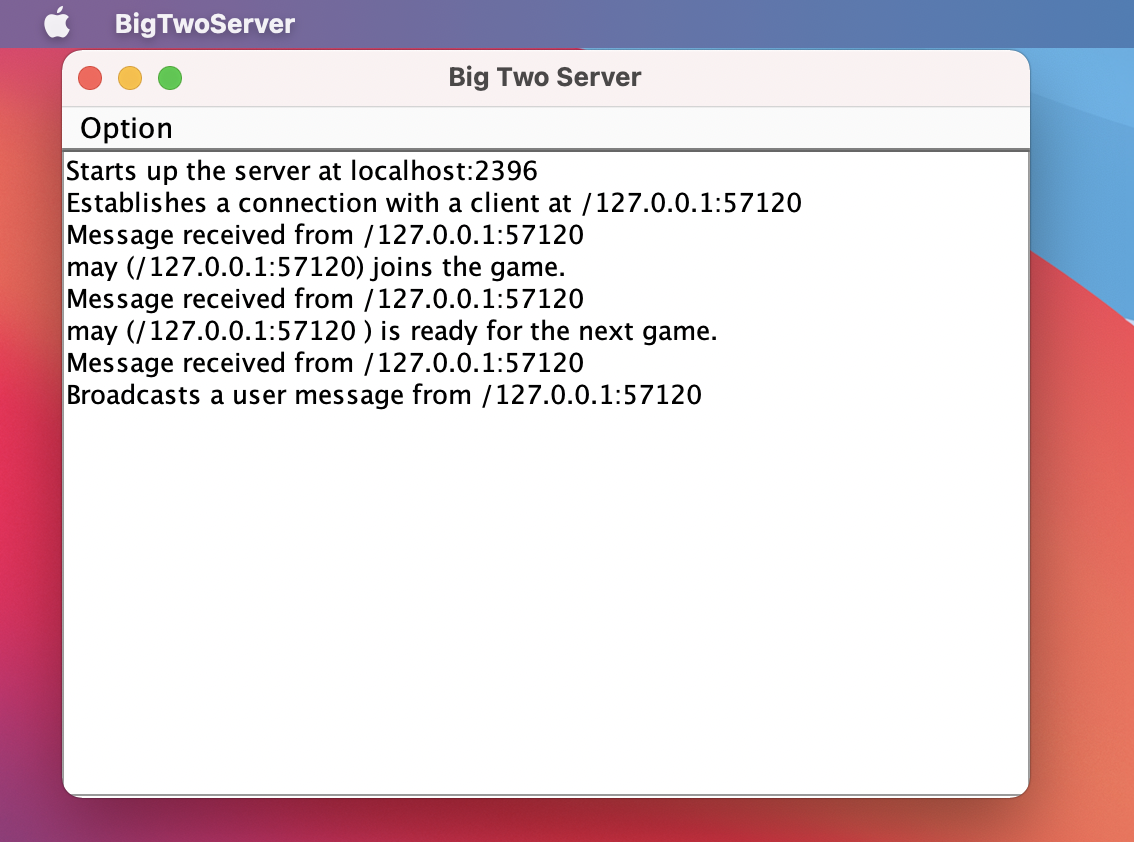 BigTwoServer
Big Two Server
Option
Starts up the server at localhost:2396
Establishes a connection with a client at /127.0.0.1:57120
Message received from /127.0.0.1:57120
may (/127.0.0.1:57120) joins the game.
Message received from /127.0.0.1:57120
may (/127.0.0.1:57120 ) is ready for the next game.
Message received from /127.0.0.1:57120
Broadcasts a user message from /127.0.0.1:57120